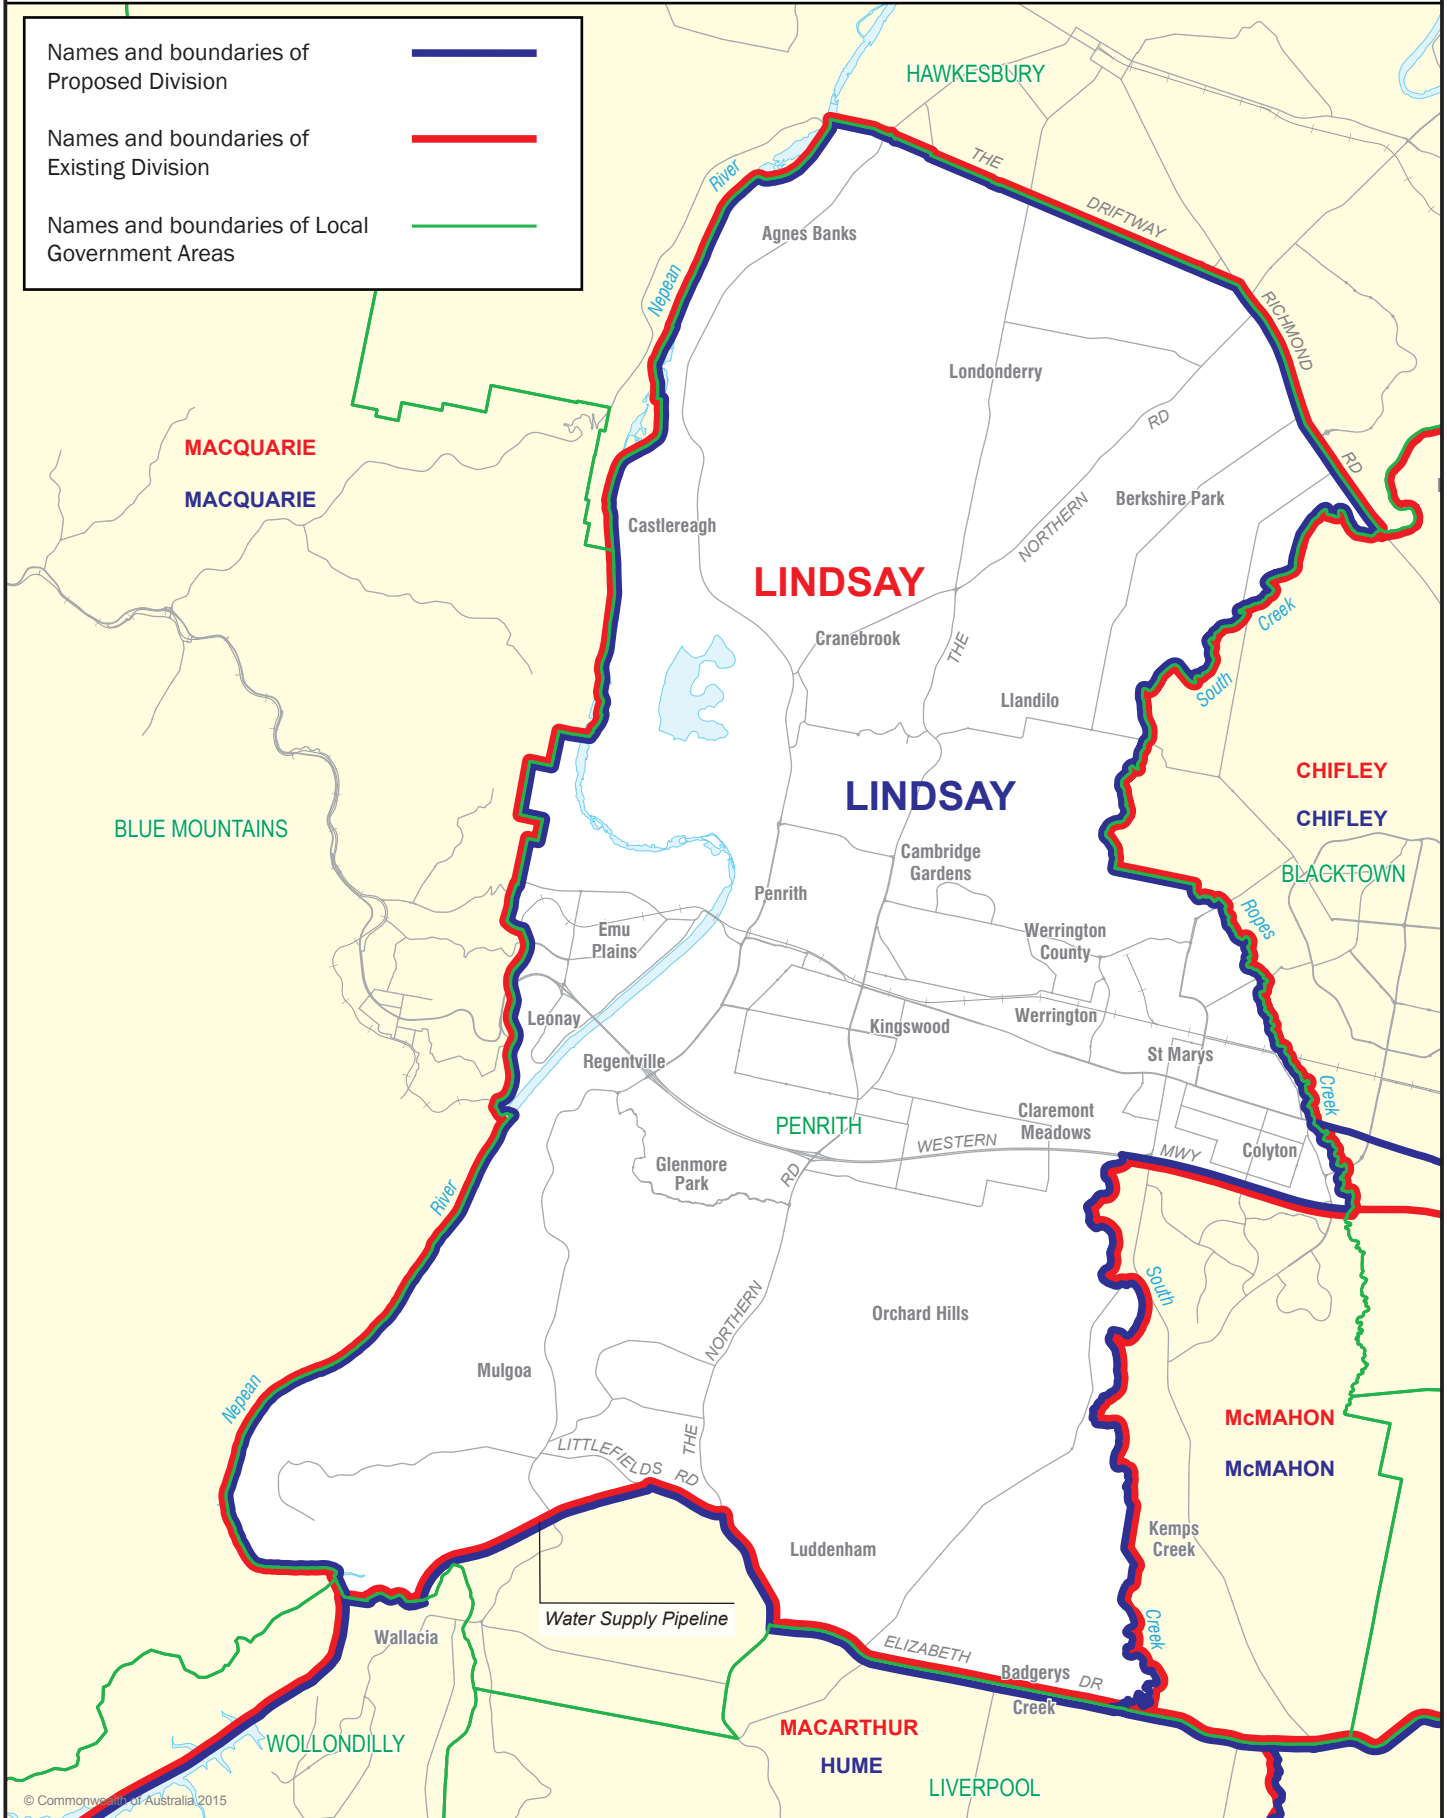 Names and boundaries of
Proposed Division
Names and boundaries of
Existing Division
Names and boundaries of Local
Government Areas
HAWKESBURY
THE
DRIFTWAY
River
Agnes Banks
Nepean
RICHMOND
Londonderry
RD
MACQUARIE
RD
MACQUARIE
Berkshire Park
Castlereagh
NORTHERN
LINDSAY
Creek
Cranebrook
THE
South
Llandilo
CHIFLEY
LINDSAY
CHIFLEY
BLUE MOUNTAINS
Cambridge
Gardens
BLACKTOWN
Penrith
Ropes
Emu
Plains
Werrington
County
Leonay
Kingswood
Werrington
Regentville
St Marys
Creek
PENRITH
Claremont
Meadows
WESTERN
MWY
Colyton
Glenmore
Park
RD
River
South
NORTHERN
Orchard Hills
Mulgoa
Nepean
McMAHON
THE
LITTLEFIELDS
RD
McMAHON
Luddenham
Kemps
Creek
Water Supply Pipeline
Wallacia
Creek
ELIZABETH
DR
Badgerys
Creek
MACARTHUR
WOLLONDILLY
HUME
LIVERPOOL
© Commonwealth of Australia 2015